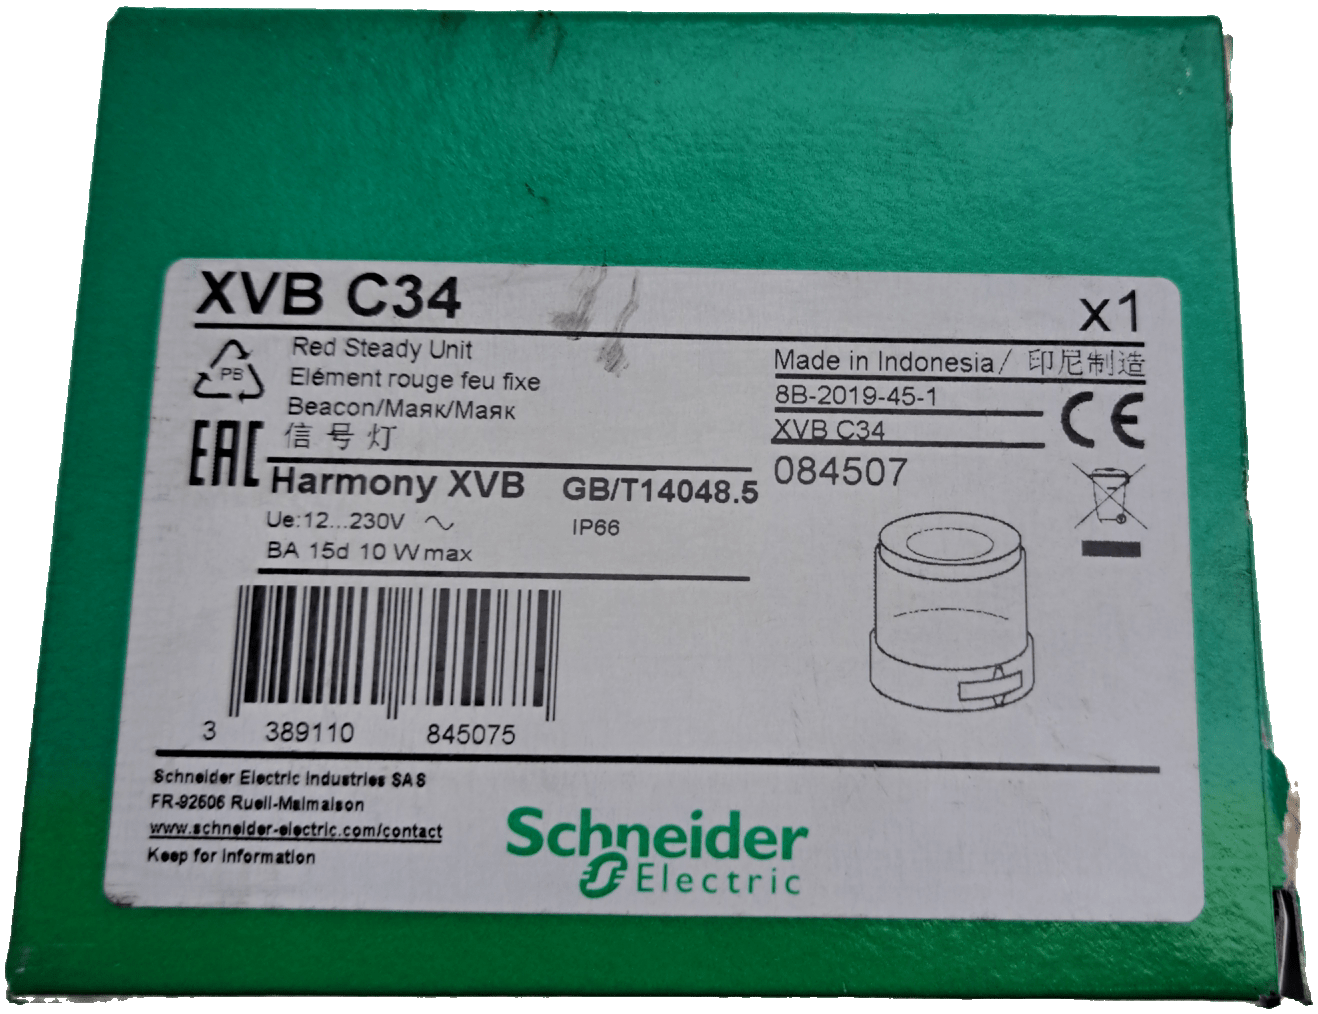 XVB C34
x1
Red Steady Unit
Elément rouge feu fixe
Beacon/Маяк/Маяк
信号灯
PB
EAC
Made in Indonesia/ 印尼制造
8B-2019-45-1
XVB C34
084507
CE
Harmony XVB GB/T14048.5
Ue:12...230V ~ IP66
BA 15d 10 W max
3 389110 845075
Schneider Electric Industries SAS
FR-92506 Rueil-Malmaison
www.schneider-electric.com/contact
Keep for information
Schneider
Electric